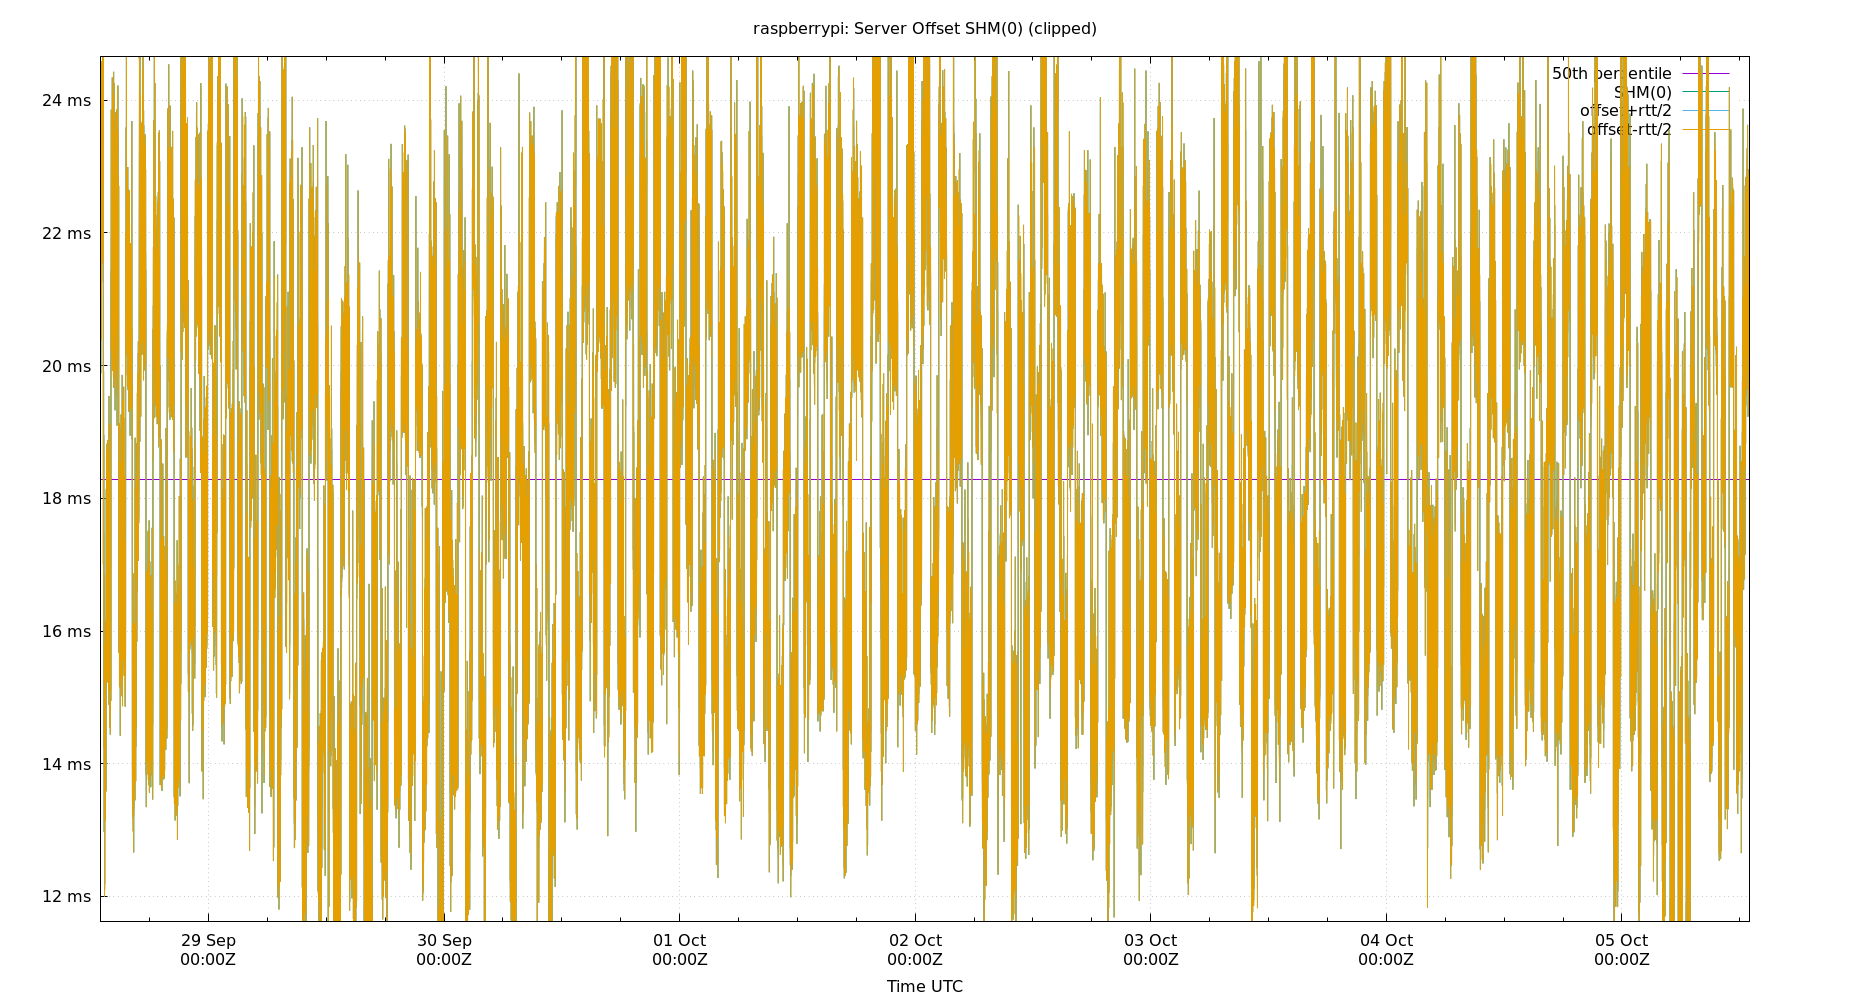 raspberrypi: Server Offset SHM(0) (clipped)
50th percentile
SHM(0)
offset+rtt/2
offset-rtt/2
24 ms
22 ms
20 ms
18 ms
16 ms
14 ms
12 ms
29 Sep
00:00Z
30 Sep
00:00Z
01 Oct
00:00Z
02 Oct
00:00Z
03 Oct
00:00Z
04 Oct
00:00Z
05 Oct
00:00Z
Time UTC